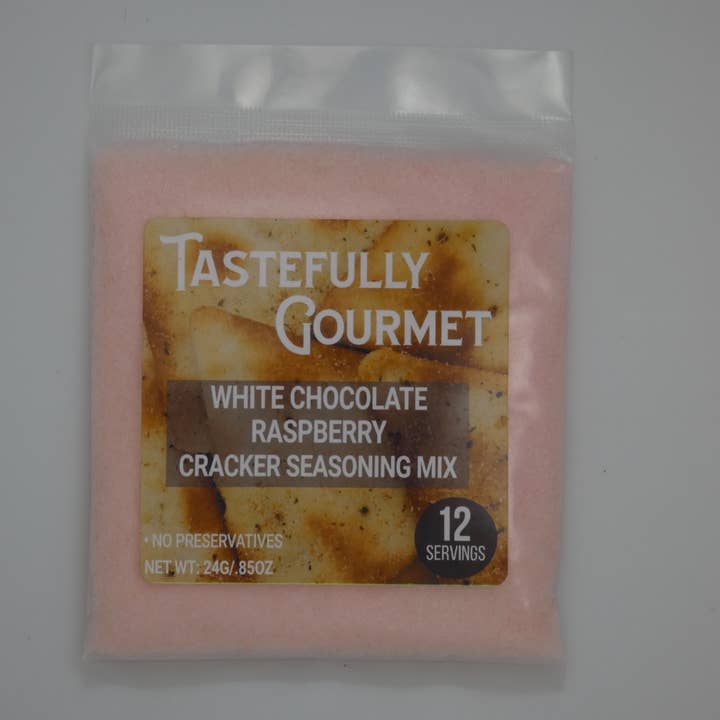 TASTEFULLY
GOURMET
WHITE CHOCOLATE
RASPBERRY
CRACKER SEASONING MIX
• NO PRESERVATIVES
NET WT: 24G/.85OZ
12
SERVINGS